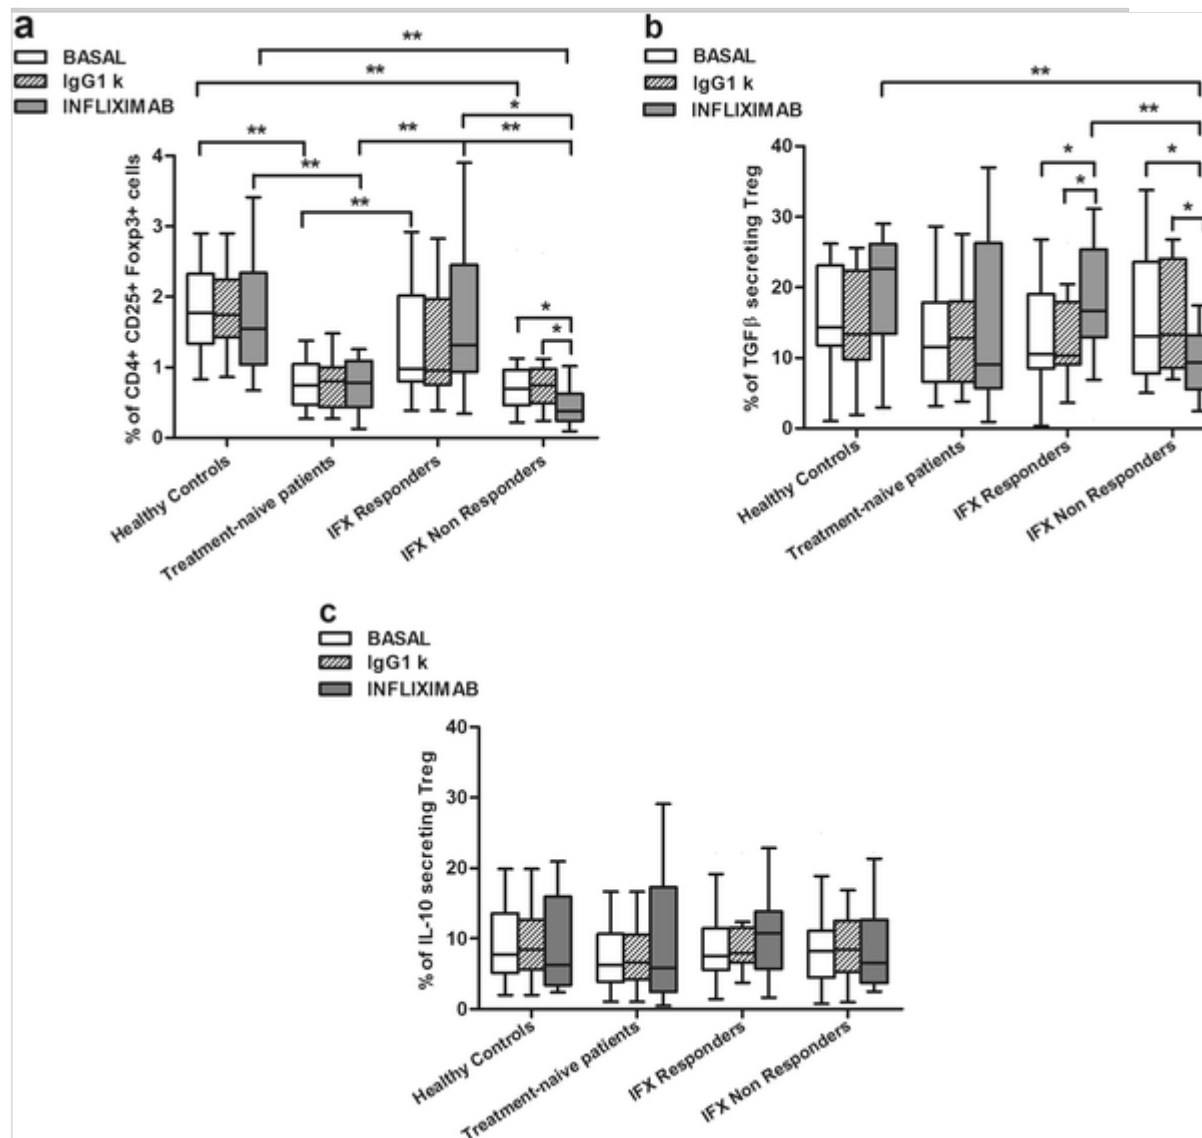 a
BASAL
IgG1 k
INFLIXIMAB
**
**
*
**
**
**
**
**
*
*
% of CD4+ CD25+ Foxp3+ cells
4
3
2
1
0
Healthy Controls
Treatment-naive patients
IFX Responders
IFX Non Responders
b
BASAL
IgG1 k
INFLIXIMAB
**
**
*
*
*
*
% of TGFβ secreting Treg
40
30
20
10
0
Healthy Controls
Treatment-naive patients
IFX Responders
IFX Non Responders
c
BASAL
IgG1 k
INFLIXIMAB
% of IL-10 secreting Treg
40
30
20
10
0
Healthy Controls
Treatment-naive patients
IFX Responders
IFX Non Responders